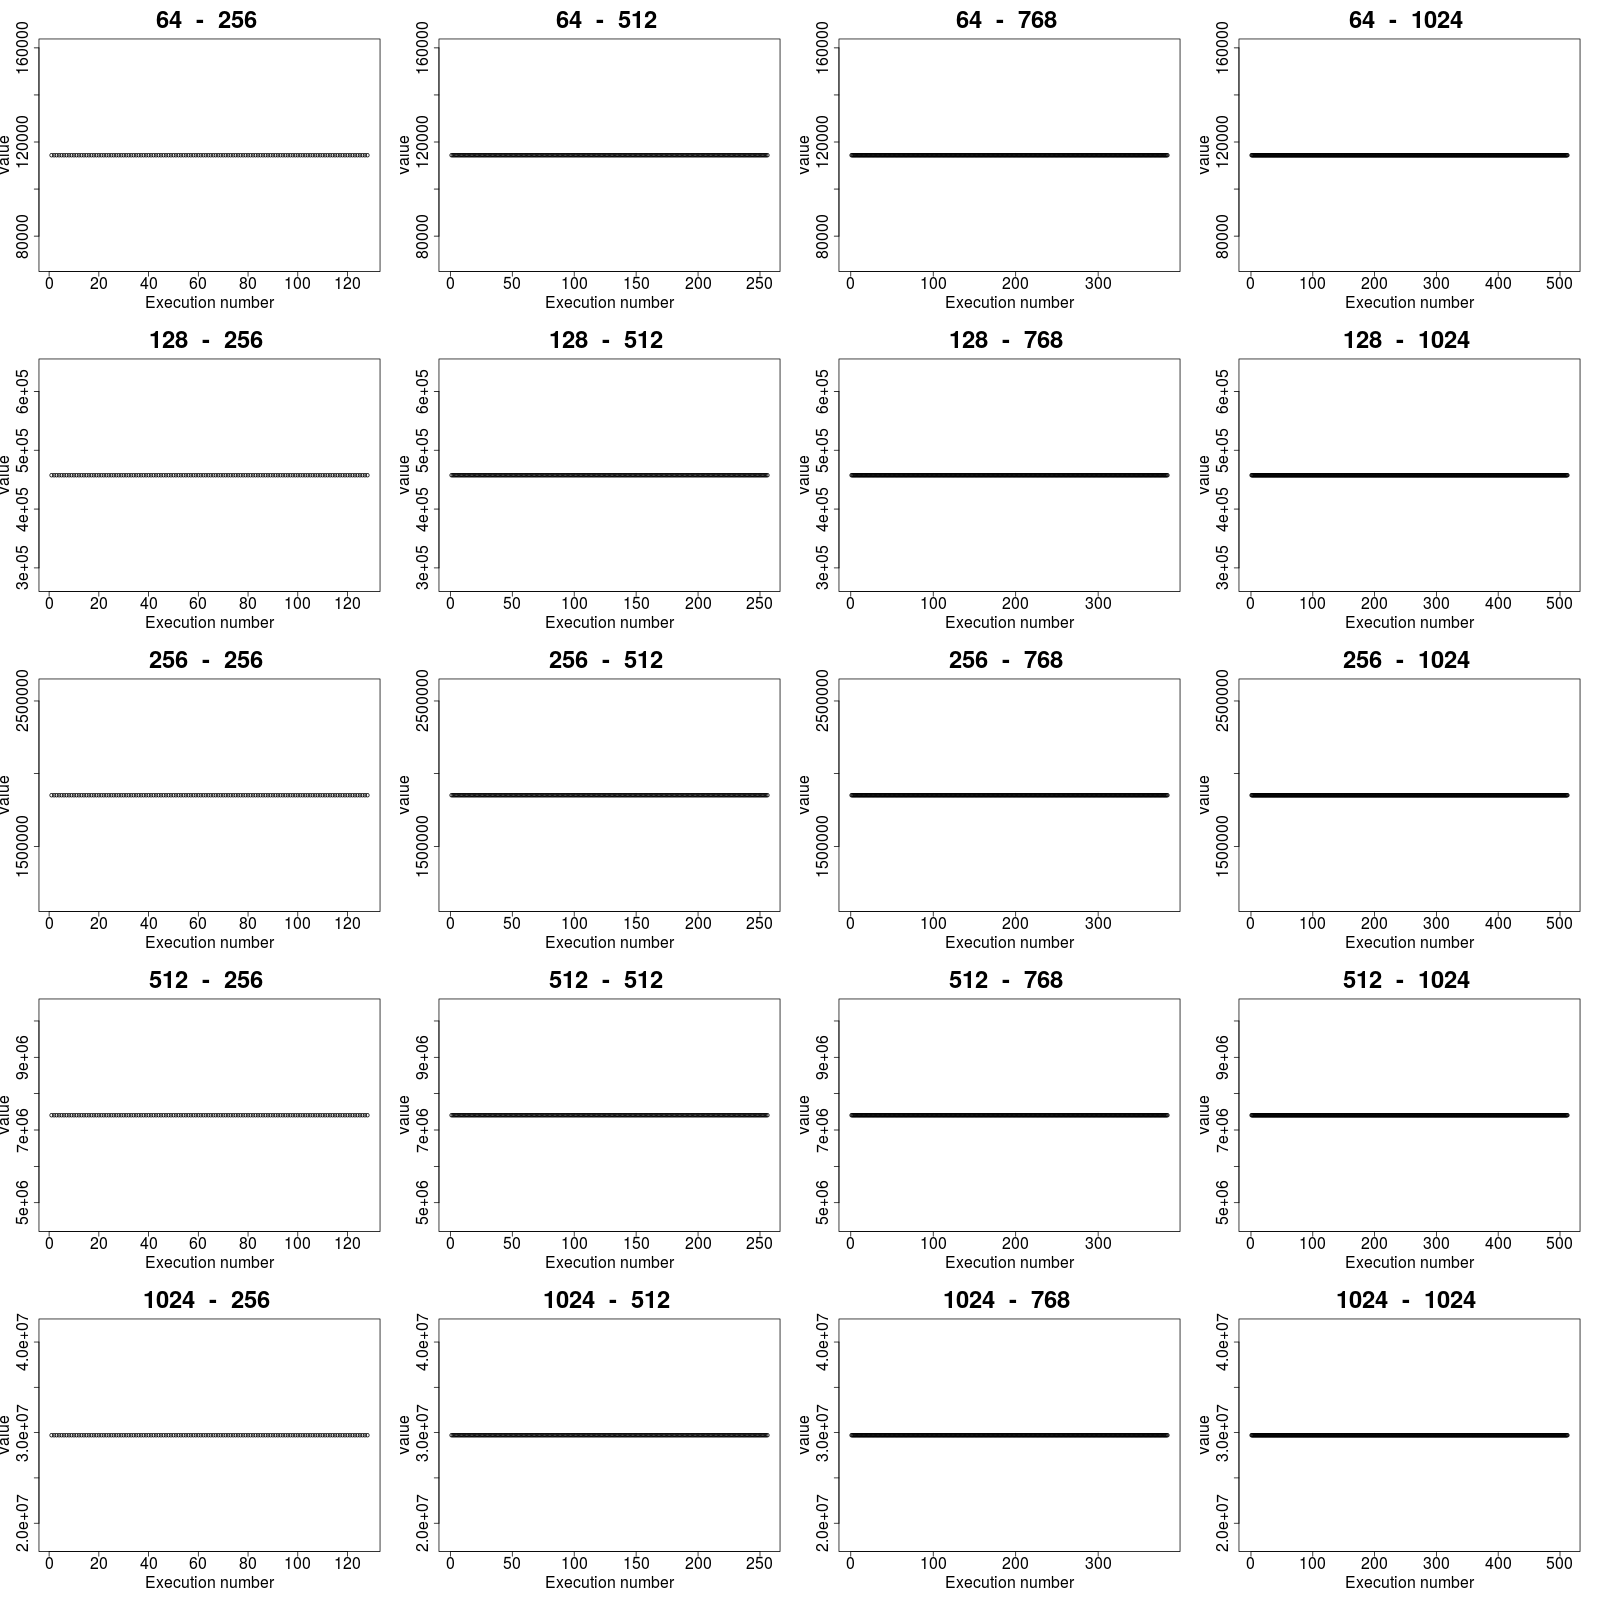 64 - 256
160000
120000
80000
value
0 20 40 60 80 100 120
Execution number
64 - 512
160000
120000
80000
value
0 50 100 150 200 250
Execution number
64 - 768
160000
120000
80000
value
0 100 200 300
Execution number
64 - 1024
160000
120000
80000
value
0 100 200 300 400 500
Execution number
128 - 256
6e+05
5e+05
4e+05
3e+05
value
0 20 40 60 80 100 120
Execution number
128 - 512
6e+05
5e+05
4e+05
3e+05
value
0 50 100 150 200 250
Execution number
128 - 768
6e+05
5e+05
4e+05
3e+05
value
0 100 200 300
Execution number
128 - 1024
6e+05
5e+05
4e+05
3e+05
value
0 100 200 300 400 500
Execution number
256 - 256
2500000
1500000
value
0 20 40 60 80 100 120
Execution number
256 - 512
2500000
1500000
value
0 50 100 150 200 250
Execution number
256 - 768
2500000
1500000
value
0 100 200 300
Execution number
256 - 1024
2500000
1500000
value
0 100 200 300 400 500
Execution number
512 - 256
9e+06
7e+06
5e+06
value
0 20 40 60 80 100 120
Execution number
512 - 512
9e+06
7e+06
5e+06
value
0 50 100 150 200 250
Execution number
512 - 768
9e+06
7e+06
5e+06
value
0 100 200 300
Execution number
512 - 1024
9e+06
7e+06
5e+06
value
0 100 200 300 400 500
Execution number
1024 - 256
4.0e+07
3.0e+07
2.0e+07
value
0 20 40 60 80 100 120
Execution number
1024 - 512
4.0e+07
3.0e+07
2.0e+07
value
0 50 100 150 200 250
Execution number
1024 - 768
4.0e+07
3.0e+07
2.0e+07
value
0 100 200 300
Execution number
1024 - 1024
4.0e+07
3.0e+07
2.0e+07
value
0 100 200 300 400 500
Execution number